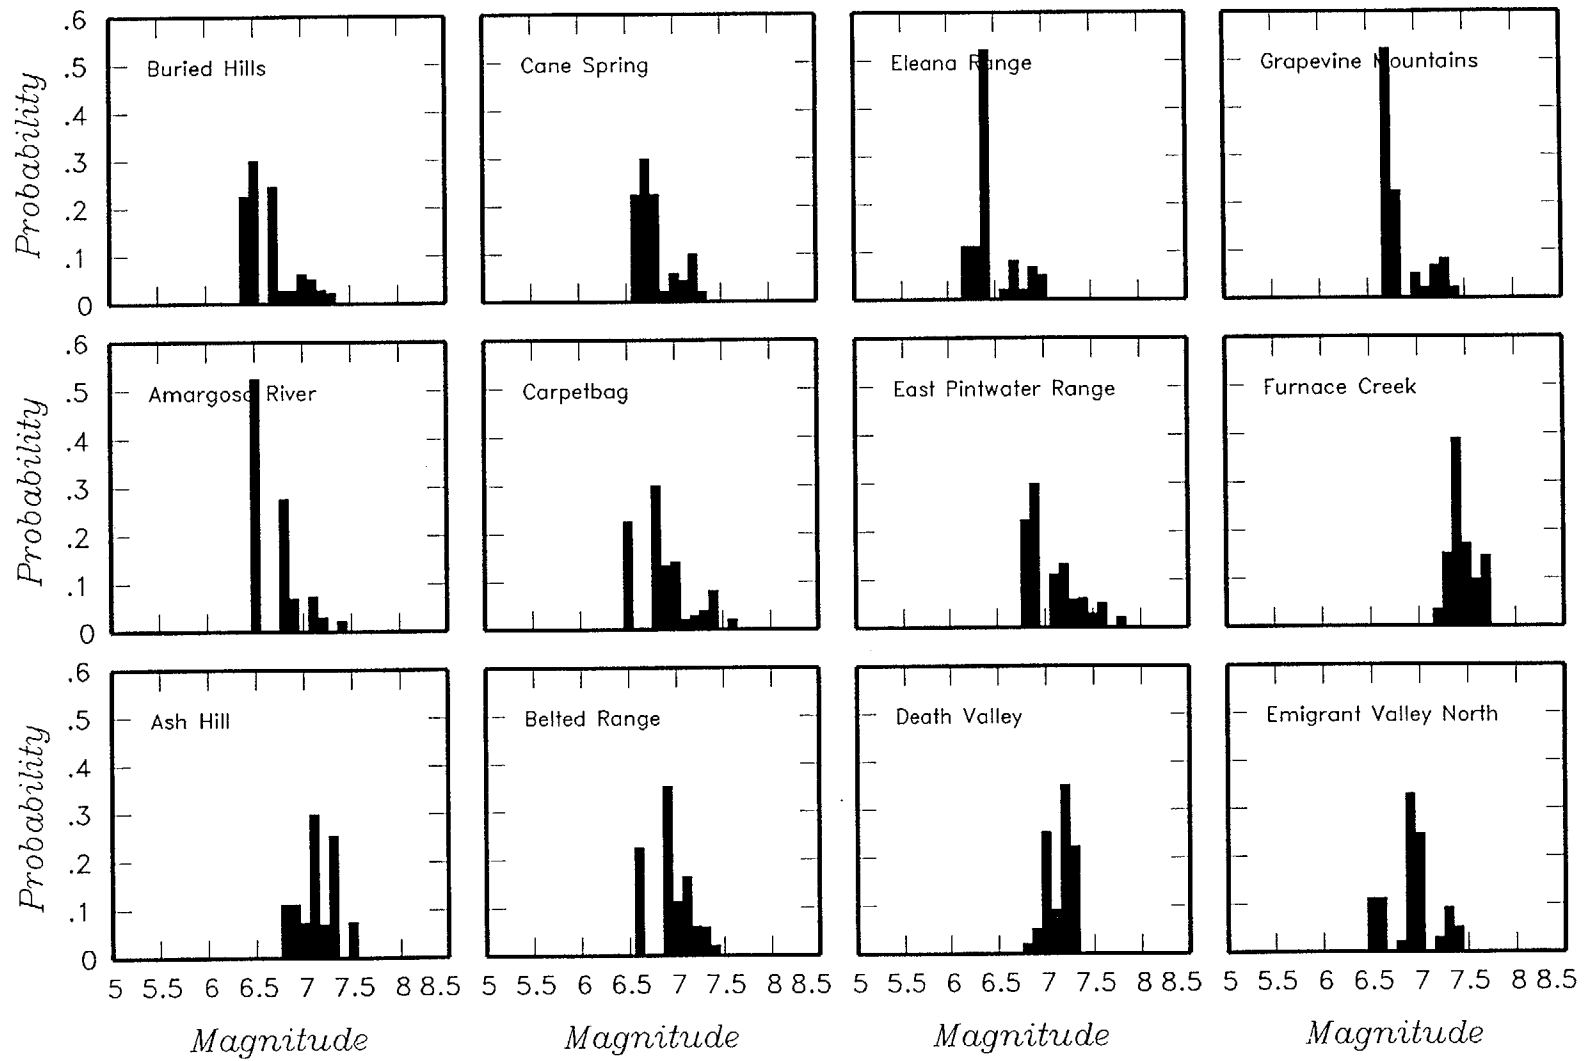 .6
.5
.4
.3
.2
.1
0
Probability
Buried Hills
Cane Spring
Eleana Range
Grapevine Mountains
.6
.5
.4
.3
.2
.1
0
Probability
Amargosa River
Carpetbag
East Pintwater Range
Furnace Creek
.6
.5
.4
.3
.2
.1
0
Probability
Ash Hill
Belted Range
Death Valley
Emigrant Valley North
5 5.5 6 6.5 7 7.5 8 8.5
5 5.5 6 6.5 7 7.5 8 8.5
5 5.5 6 6.5 7 7.5 8 8.5
5 5.5 6 6.5 7 7.5 8 8.5
Magnitude
Magnitude
Magnitude
Magnitude